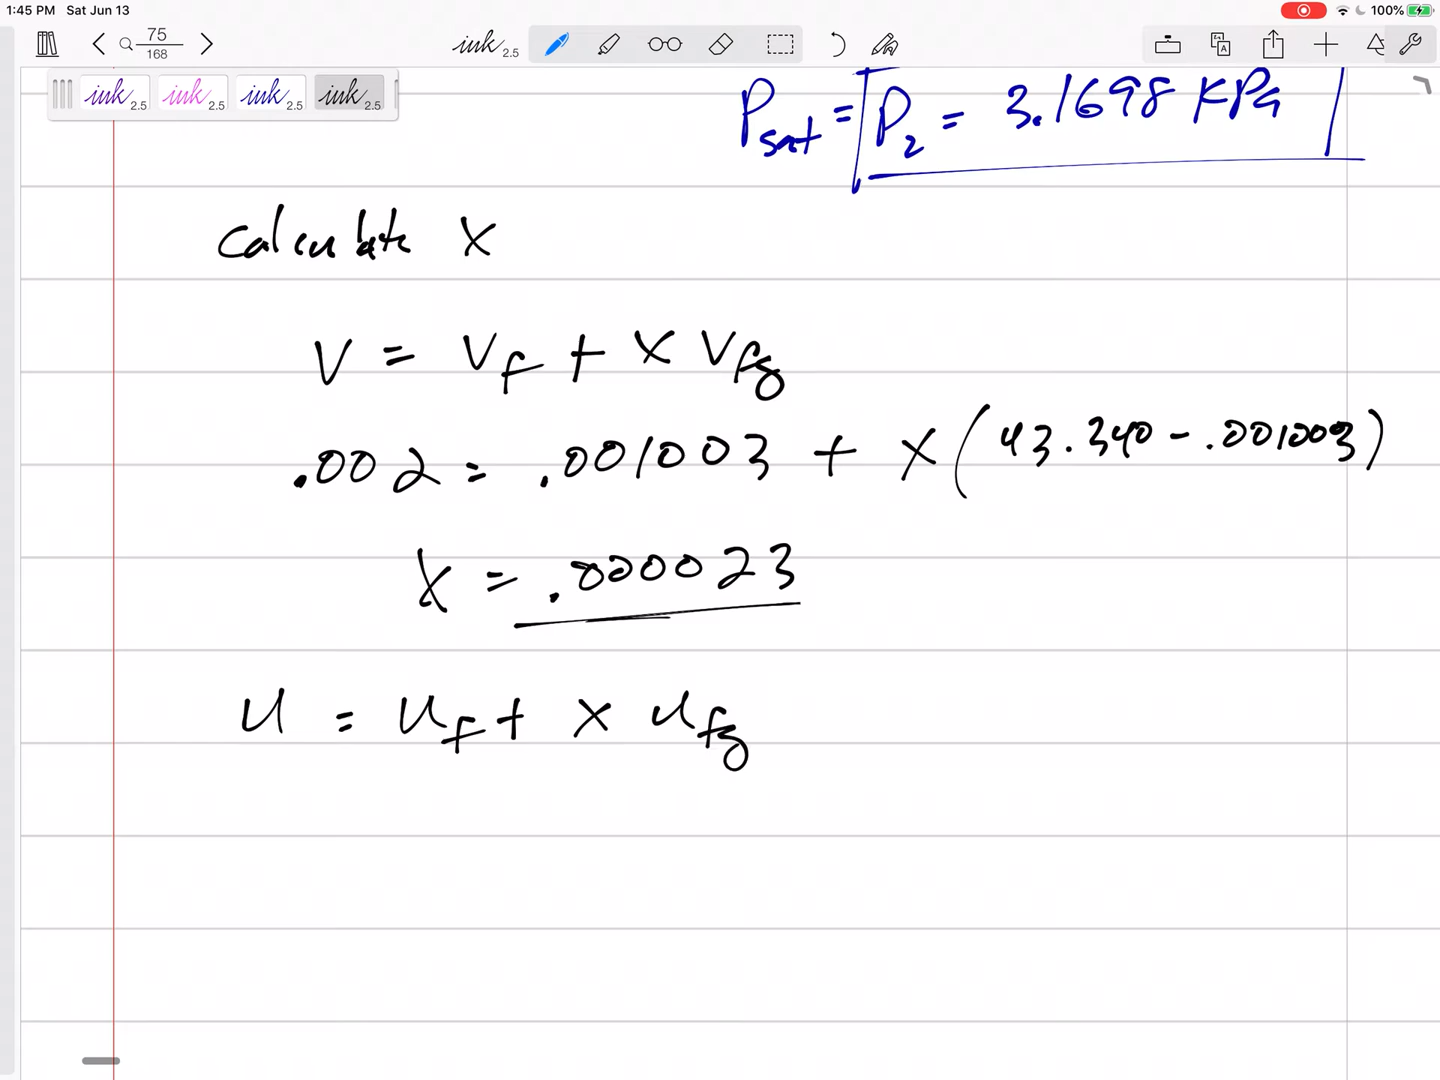 1:45 PM Sat Jun 13 100%
75
168
ink 2.5
ink 2.5 ink 2.5 ink 2.5 ink 2.5
Psat = P2 = 3.1698 KPa
Calculate X
V = Vf + X Vfg
.002 = .001003 + X (43.340 - .001003)
X = .000023
U = Uf + X Ufg